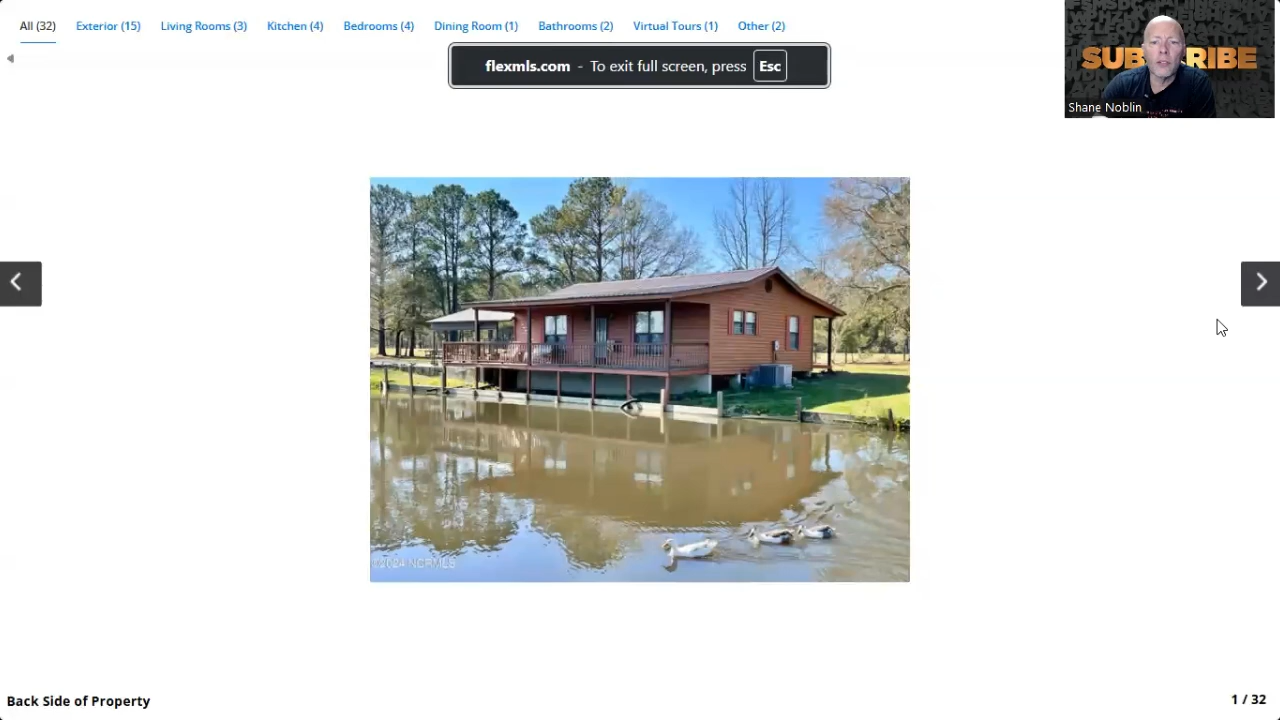 All (32) Exterior (15) Living Rooms (3) Kitchen (4) Bedrooms (4) Dining Room (1) Bathrooms (2) Virtual Tours (1) Other (2)
flexmls.com - To exit full screen, press Esc
SUBSCRIBE
Shane Noblin
©2024 NCRMLS
Back Side of Property
1 / 32